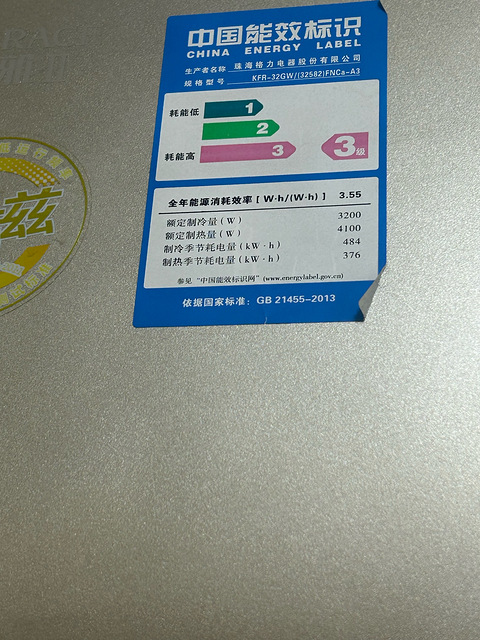 中国能效标识
CHINA ENERGY LABEL
生产者名称 珠海格力电器股份有限公司
规格型号 KFR-32GW/(32582)FNCa-A3
耗能低 1
2
耗能高 3
3级
全年能源消耗效率[W·h/(W·h)] 3.55
额定制冷量(W) 3200
额定制热量(W) 4100
制冷季节耗电量(kW·h) 484
制热季节耗电量(kW·h) 376
参见“中国能效标识网”(www.energylabel.gov.cn)
依据国家标准: GB 21455-2013
兹